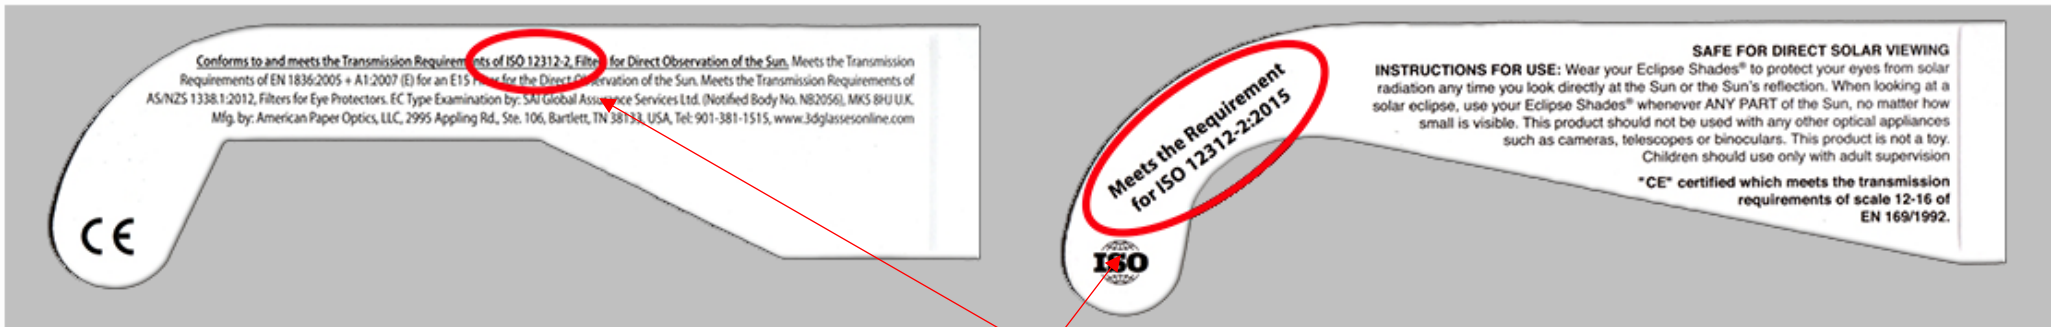 Conforms to and meets the Transmission Requirements of ISO 12312-2, Filters for Direct Observation of the Sun. Meets the Transmission
Requirements of EN 1836:2005 + A1:2007 (E) for an E15 Filter for the Direct Observation of the Sun. Meets the Transmission Requirements of
AS/NZS 1338.1:2012, Filters for Eye Protectors. EC Type Examination by: SAI Global Assurance Services Ltd. (Notified Body No. NB2056), MK5 8HJ U.K.
Mfg. by: American Paper Optics, LLC, 2995 Appling Rd., Ste. 106, Bartlett, TN 38133, USA, Tel: 901-381-1515, www.3dglassesonline.com
CE
Meets the Requirement
for ISO 12312-2:2015
ISO
SAFE FOR DIRECT SOLAR VIEWING
INSTRUCTIONS FOR USE: Wear your Eclipse Shades® to protect your eyes from solar
radiation any time you look directly at the Sun or the Sun's reflection. When looking at a
solar eclipse, use your Eclipse Shades® whenever ANY PART of the Sun, no matter how
small is visible. This product should not be used with any other optical appliances
such as cameras, telescopes or binoculars. This product is not a toy.
Children should use only with adult supervision
"CE" certified which meets the transmission
requirements of scale 12-16 of
EN 169/1992.